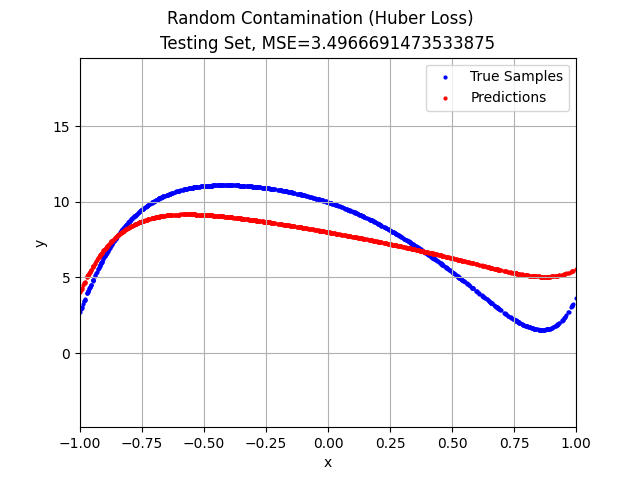 Random Contamination (Huber Loss)
Testing Set, MSE=3.4966691473533875
True Samples
Predictions
y
15
10
5
0
−1.00 −0.75 −0.50 −0.25 0.00 0.25 0.50 0.75 1.00
x